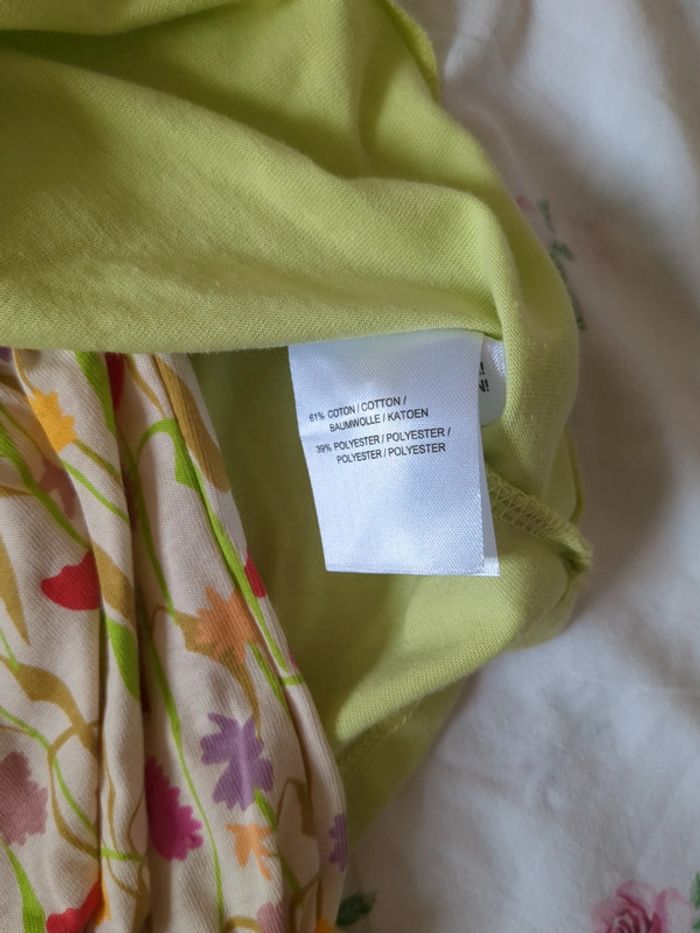 61% COTON / COTTON /
BAUMWOLLE / KATOEN
39% POLYESTER / POLYESTER /
POLYESTER / POLYESTER
!
N!